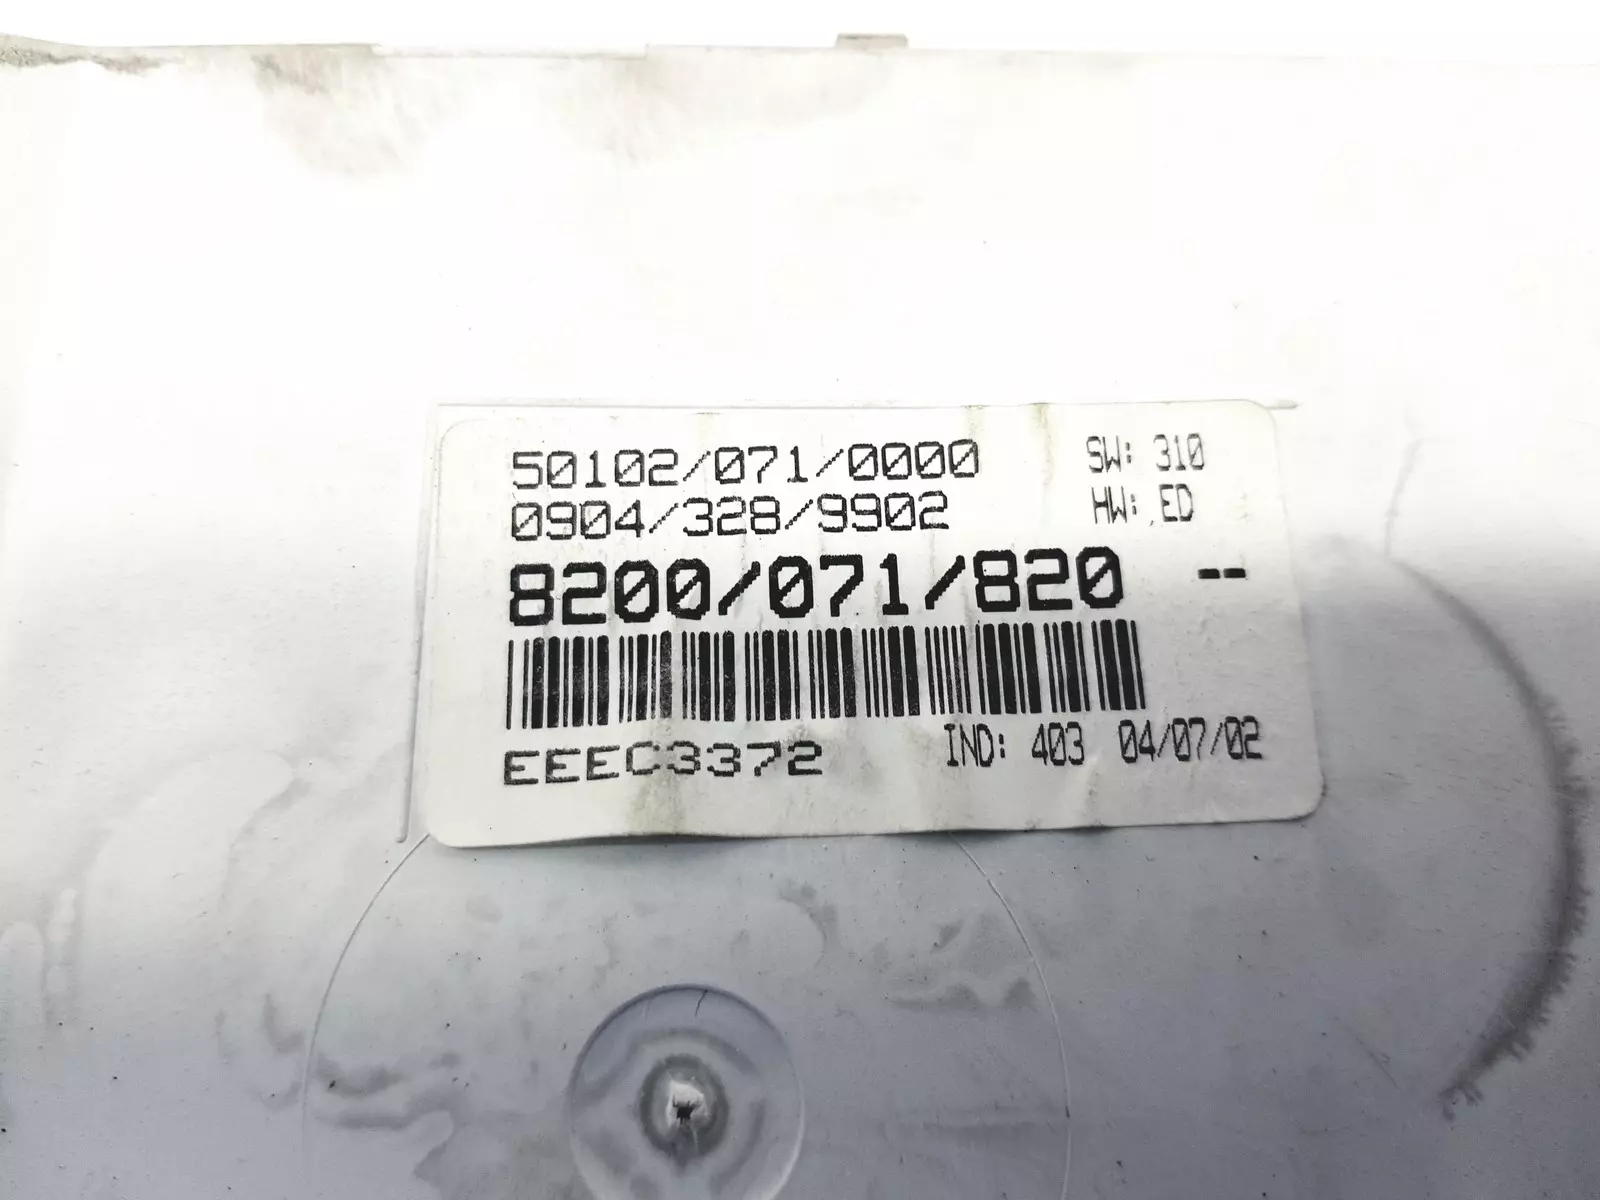 50102/071/0000 SW: 310
0904/328/9902 HW: ED
8200/071/820 --
EEEC3372 IND: 403 04/07/02